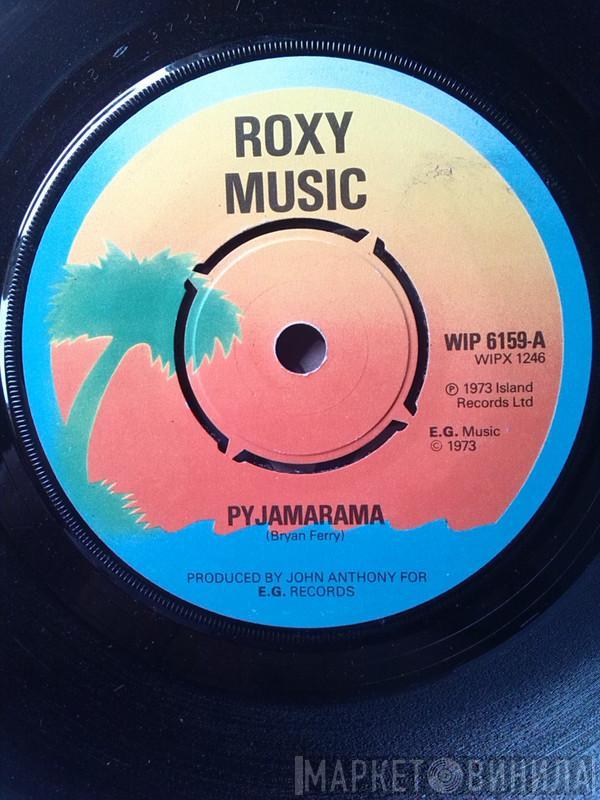 ROXY
MUSIC
WIP 6159-A
WIPX 1246
Ⓟ 1973 Island
Records Ltd
E.G. Music
© 1973
PYJAMARAMA
(Bryan Ferry)
PRODUCED BY JOHN ANTHONY FOR
E.G. RECORDS
МАРКЕТ ВИНИЛА